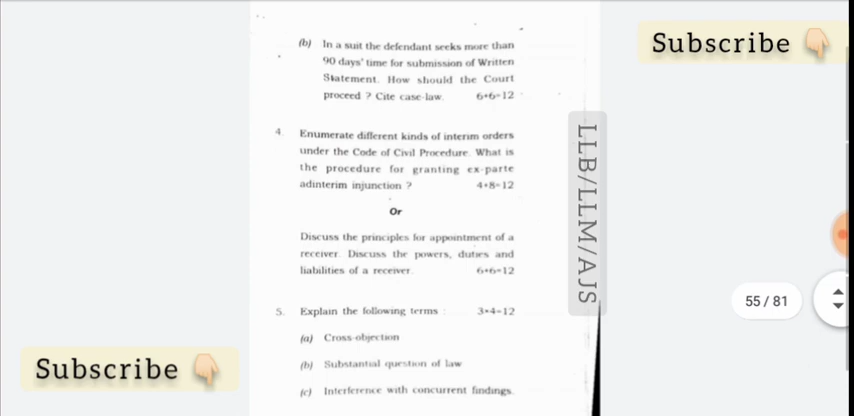 (b) In a suit the defendant seeks more than
90 days' time for submission of Written
Statement. How should the Court
proceed ? Cite case-law. 6+6=12
4. Enumerate different kinds of interim orders
under the Code of Civil Procedure. What is
the procedure for granting ex-parte
adinterim injunction ? 4+8=12
Or
Discuss the principles for appointment of a
receiver. Discuss the powers, duties and
liabilities of a receiver. 6+6=12
5. Explain the following terms : 3×4=12
(a) Cross-objection
(b) Substantial question of law
(c) Interference with concurrent findings.
Subscribe
LLB/LLM/AJS
55 / 81
Subscribe